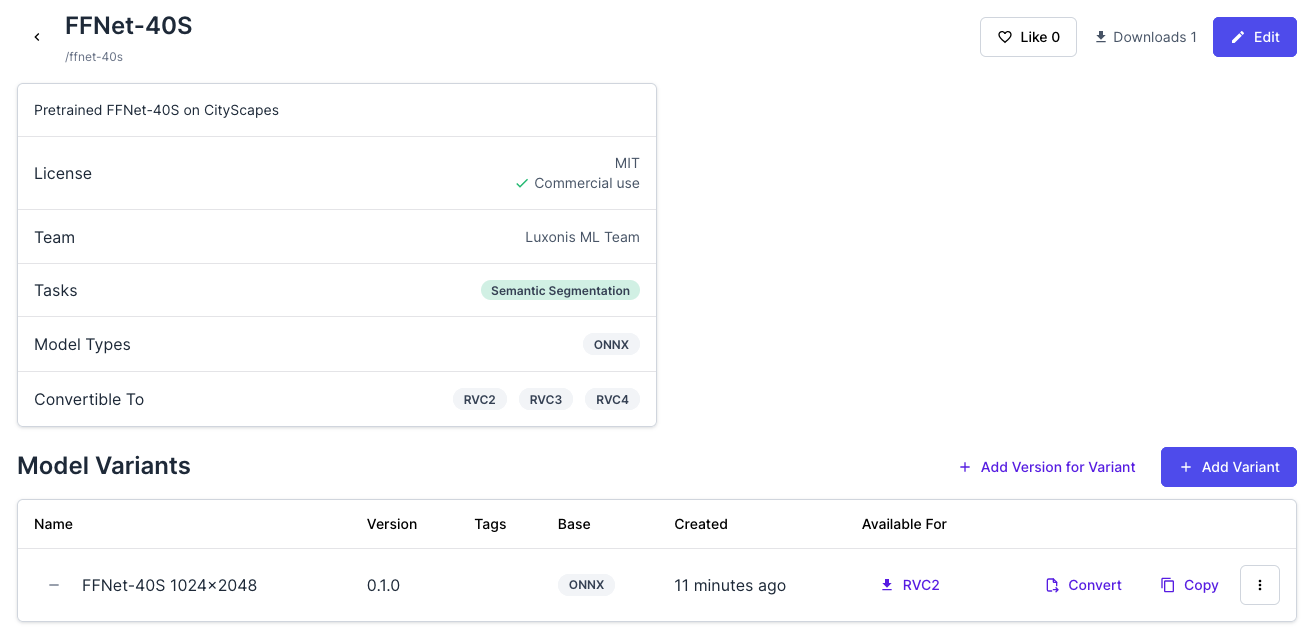 FFNet-40S
/ffnet-40s
Like 0
Downloads 1
Edit
Pretrained FFNet-40S on CityScapes
License
MIT
Commercial use
Team
Luxonis ML Team
Tasks
Semantic Segmentation
Model Types
ONNX
Convertible To
RVC2 RVC3 RVC4
Model Variants
+ Add Version for Variant
+ Add Variant
Name Version Tags Base Created Available For
– FFNet-40S 1024×2048 0.1.0 ONNX 11 minutes ago RVC2 Convert Copy